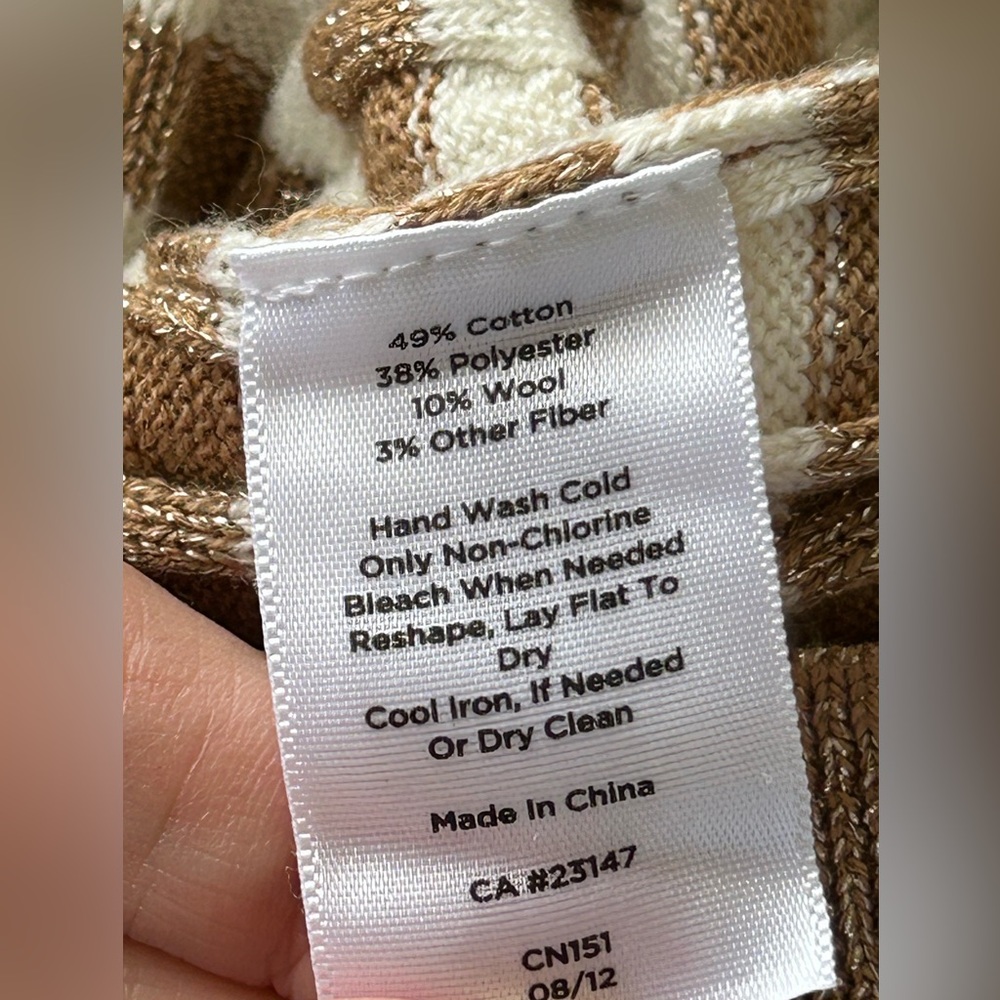 49% Cotton
38% Polyester
10% Wool
3% Other Fiber
Hand Wash Cold
Only Non-Chlorine
Bleach When Needed
Reshape, Lay Flat To
Dry
Cool Iron, If Needed
Or Dry Clean
Made In China
CA #23147
CN151
08/12